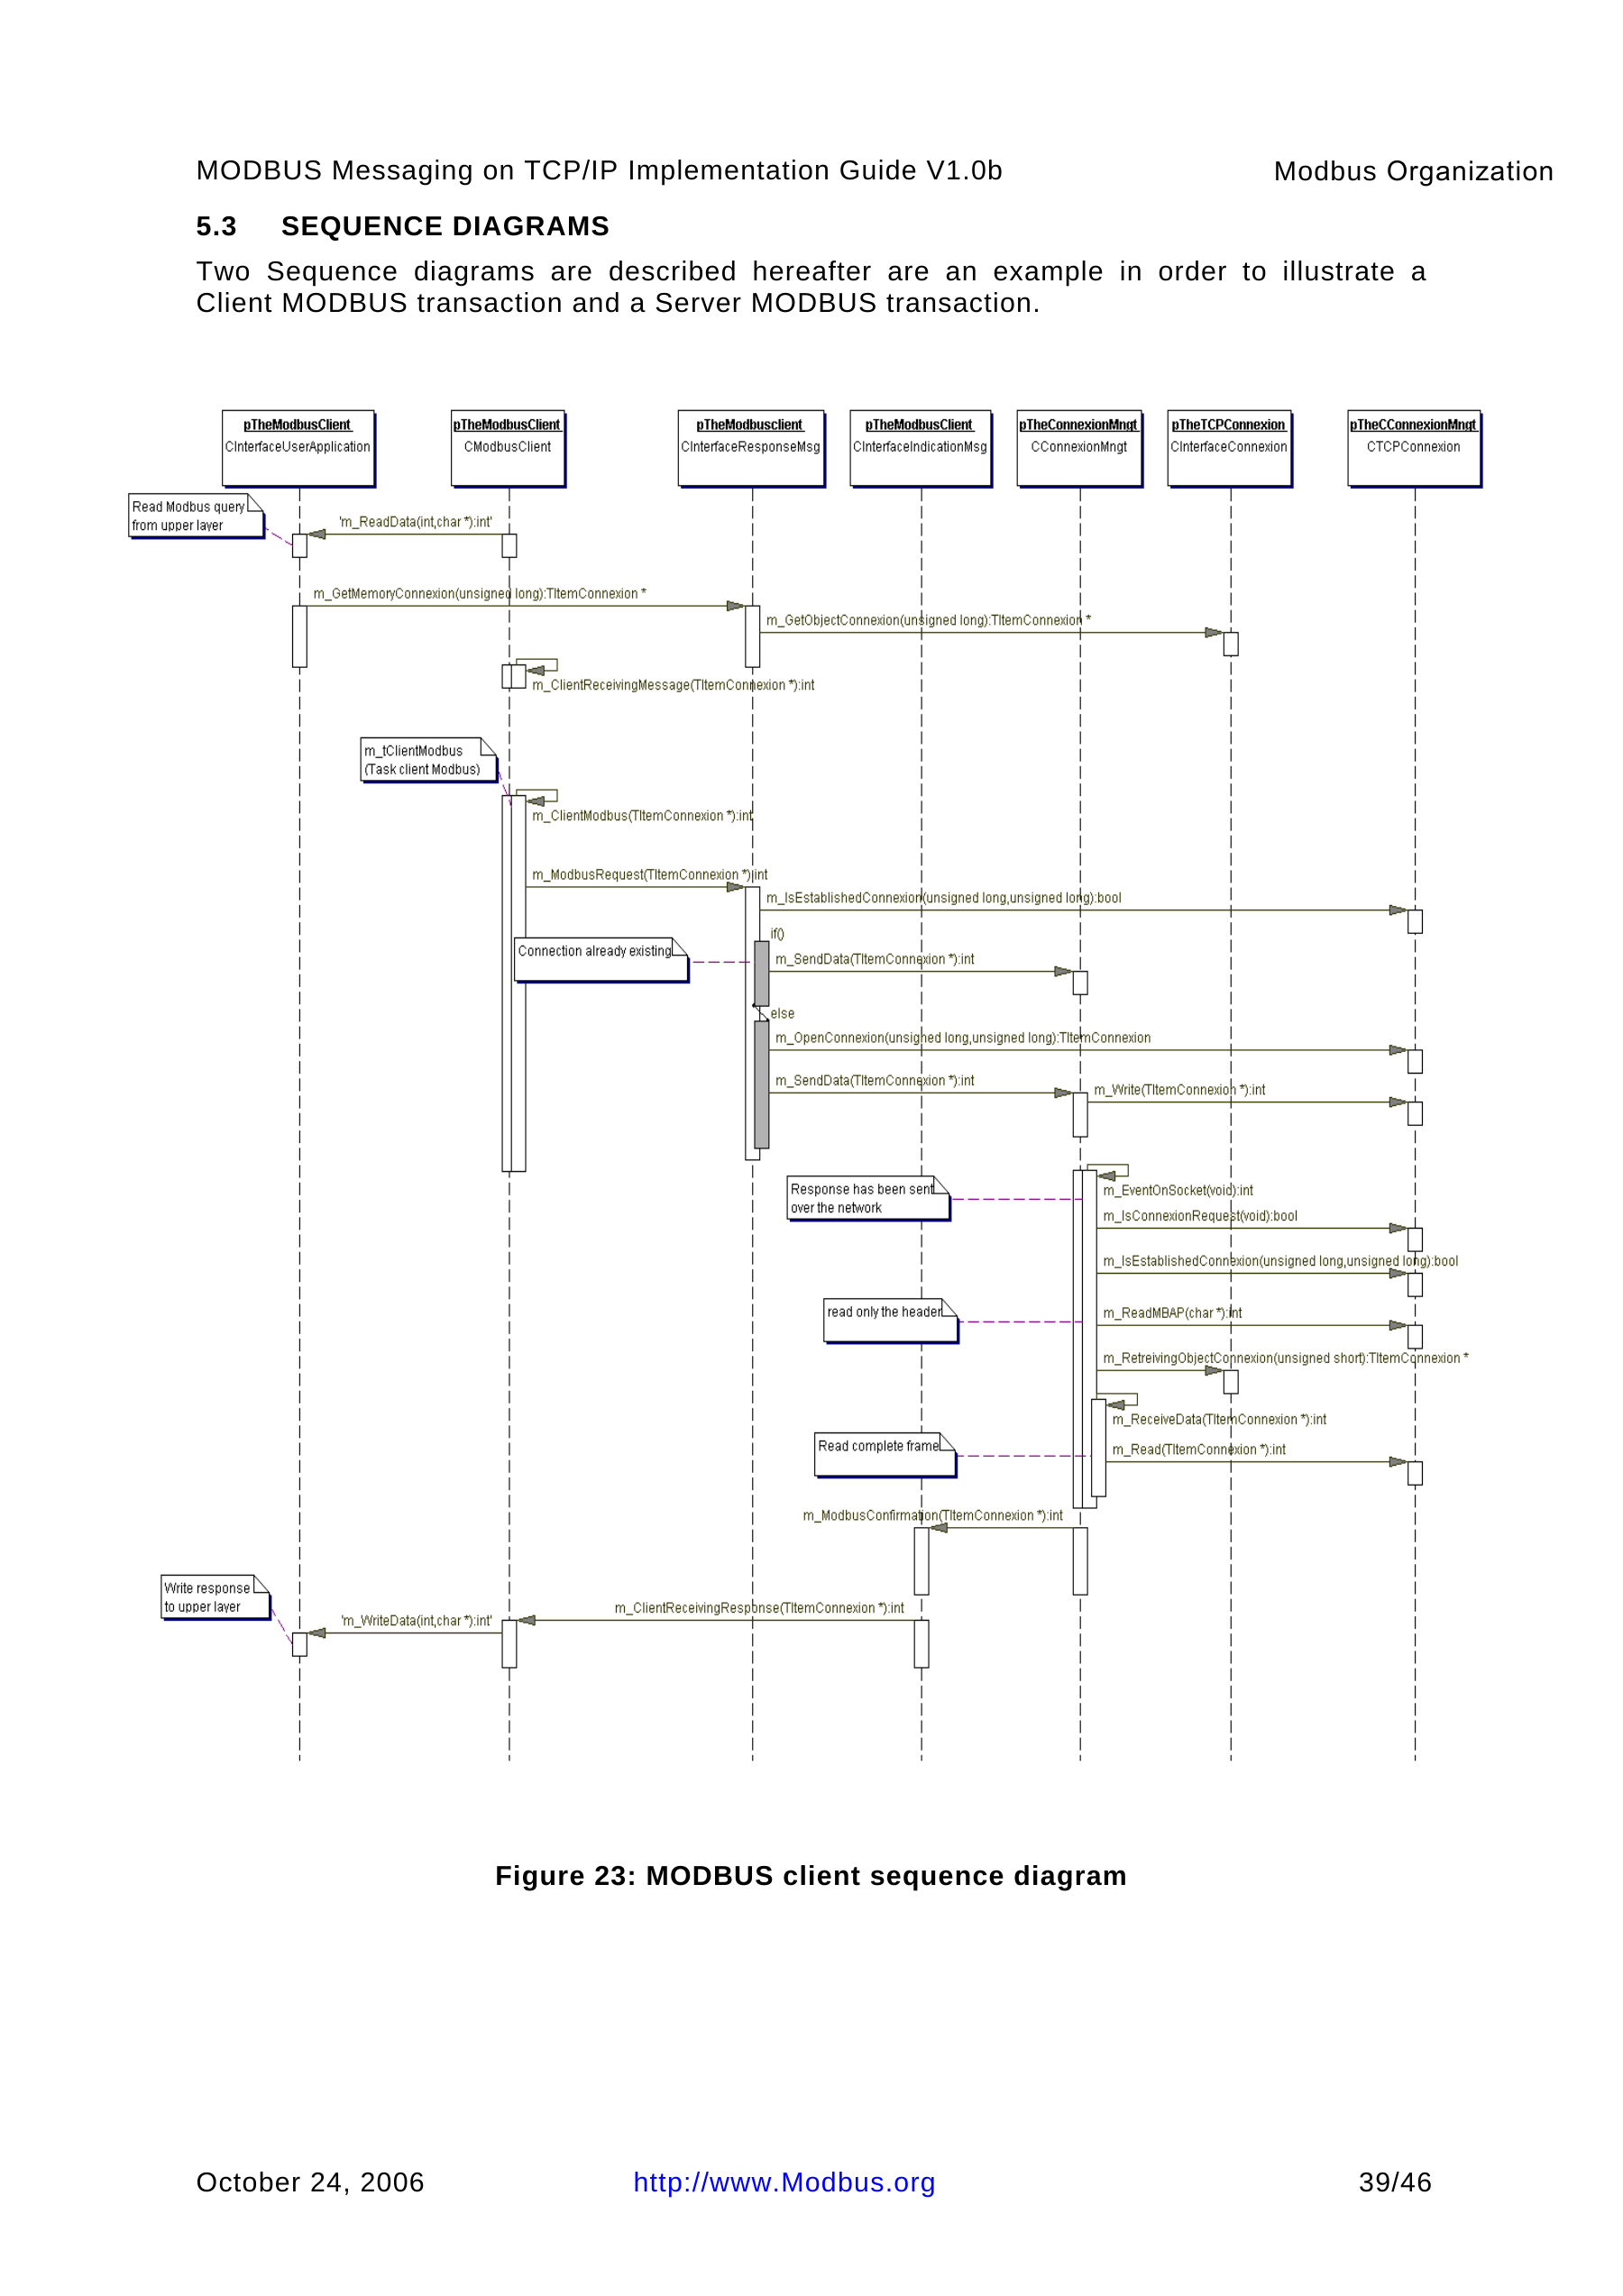 MODBUS Messaging on TCP/IP Implementation Guide V1.0b
Modbus Organization
5.3 SEQUENCE DIAGRAMS
Two Sequence diagrams are described hereafter are an example in order to illustrate a
Client MODBUS transaction and a Server MODBUS transaction.
pTheModbusClient
CInterfaceUserApplication
pTheModbusClient
CModbusClient
pTheModbusclient
CInterfaceResponseMsg
pTheModbusClient
CInterfaceIndicationMsg
pTheConnexionMngt
CConnexionMngt
pTheTCPConnexion
CInterfaceConnexion
pTheCConnexionMngt
CTCPConnexion
Read Modbus query
from upper layer
'm_ReadData(int,char *):int'
m_GetMemoryConnexion(unsigned long):TItemConnexion *
m_GetObjectConnexion(unsigned long):TItemConnexion *
m_ClientReceivingMessage(TItemConnexion *):int
m_tClientModbus
(Task client Modbus)
m_ClientModbus(TItemConnexion *):int
m_ModbusRequest(TItemConnexion *):int
m_IsEstablishedConnexion(unsigned long,unsigned long):bool
if()
Connection already existing
m_SendData(TItemConnexion *):int
else
m_OpenConnexion(unsigned long,unsigned long):TItemConnexion
m_SendData(TItemConnexion *):int
m_Write(TItemConnexion *):int
Response has been sent
over the network
m_EventOnSocket(void):int
m_IsConnexionRequest(void):bool
m_IsEstablishedConnexion(unsigned long,unsigned long):bool
read only the header
m_ReadMBAP(char *):int
m_RetreivingObjectConnexion(unsigned short):TItemConnexion *
m_ReceiveData(TItemConnexion *):int
Read complete frame
m_Read(TItemConnexion *):int
m_ModbusConfirmation(TItemConnexion *):int
Write response
to upper layer
m_ClientReceivingResponse(TItemConnexion *):int
'm_WriteData(int,char *):int'
Figure 23: MODBUS client sequence diagram
October 24, 2006
http://www.Modbus.org
39/46